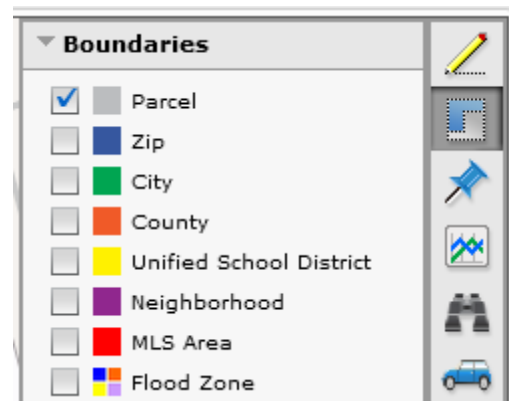 Boundaries
Parcel
Zip
City
County
Unified School District
Neighborhood
MLS Area
Flood Zone